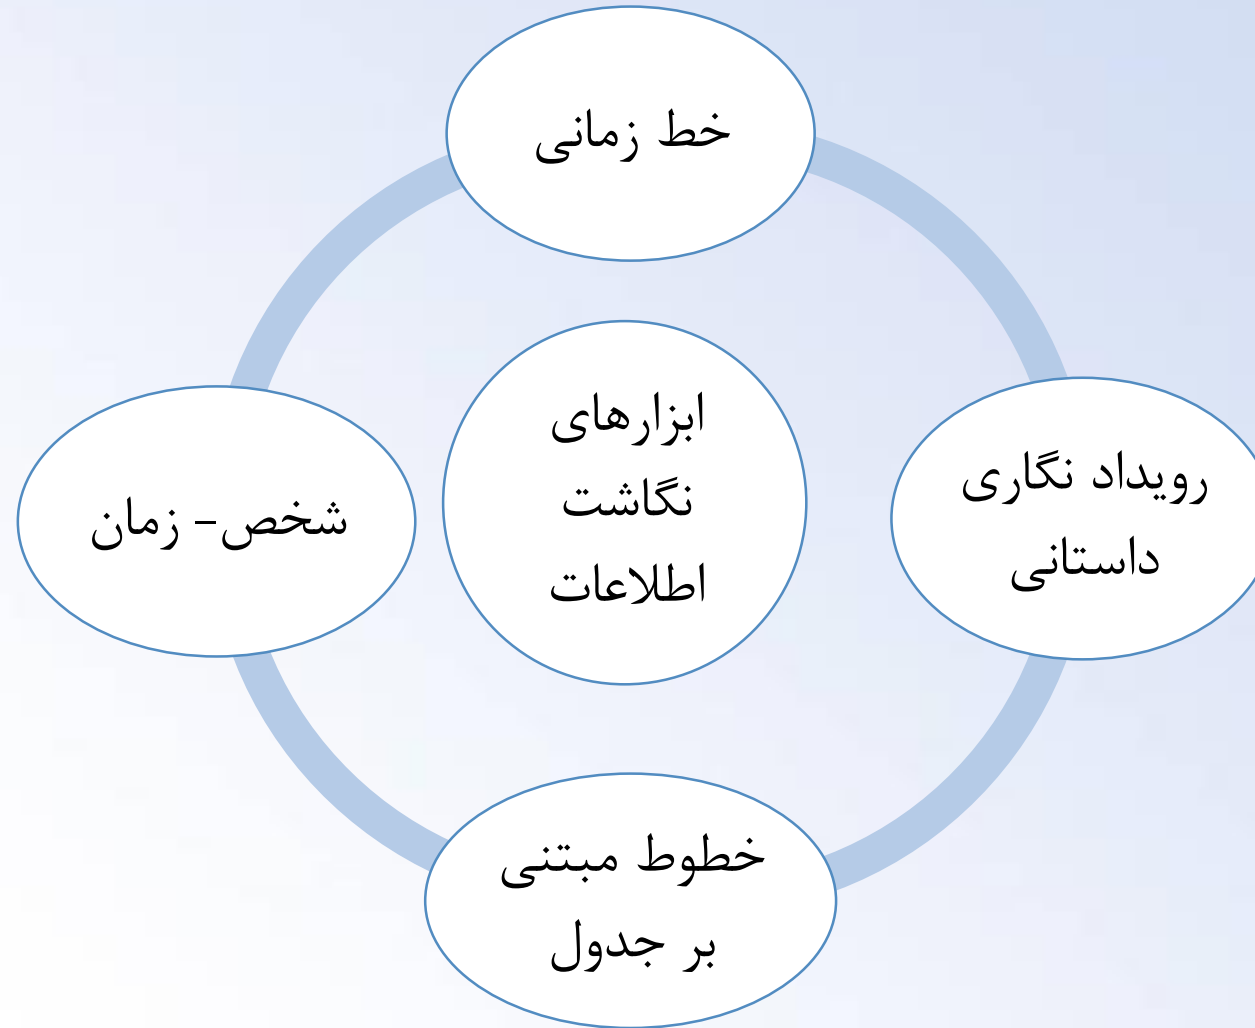 خط زمانی
ابزارهای
نگاشت
اطلاعات
رویداد نگاری
داستانی
شخص- زمان
خطوط مبتنی
بر جدول